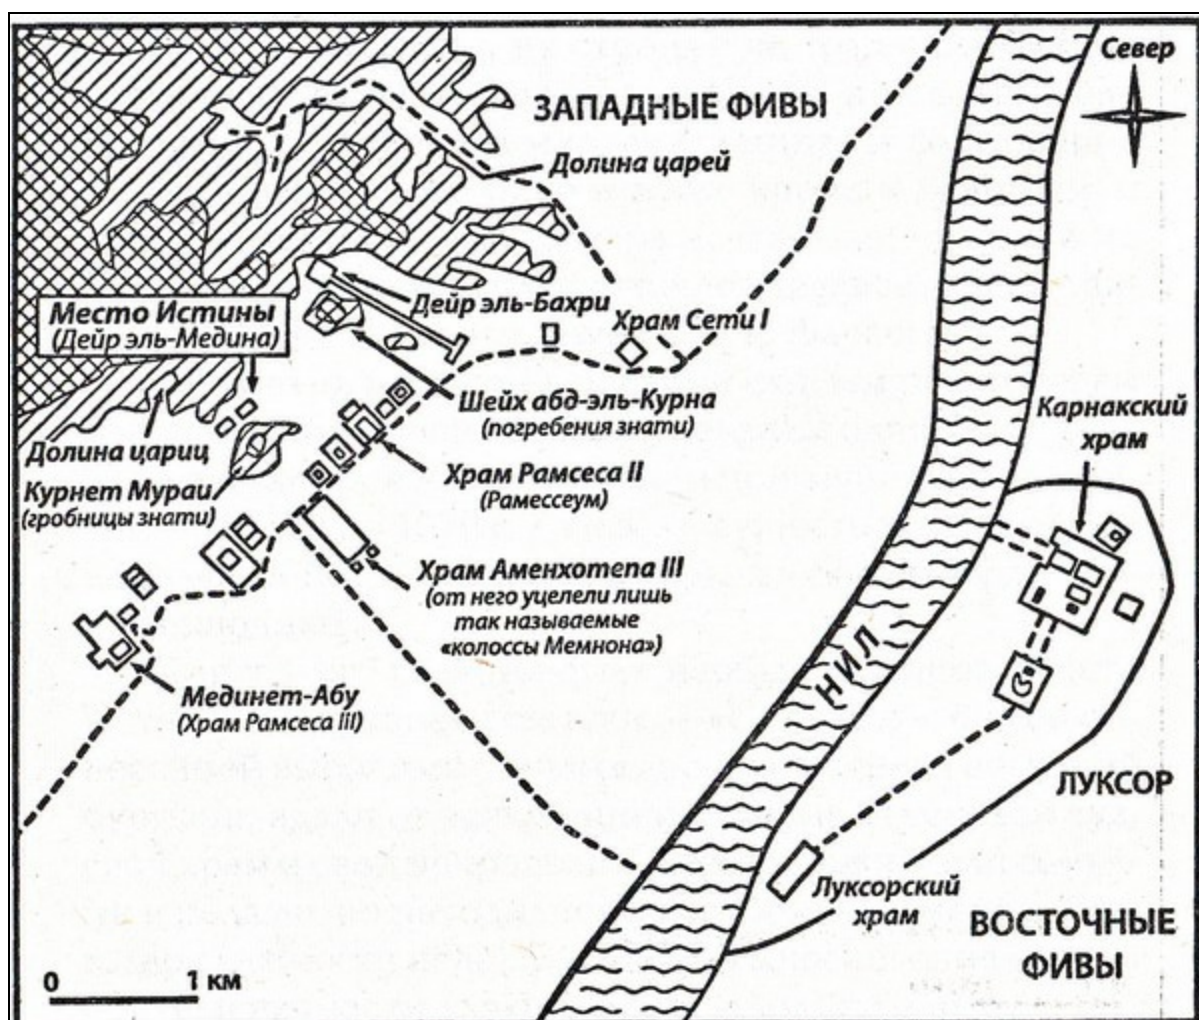 Север
ЗАПАДНЫЕ ФИВЫ
Долина царей
Дейр эль-Бахри
Место Истины
(Дейр эль-Медина)
Храм Сети I
Шейх абд-эль-Курна
(погребения знати)
Карнакский
храм
Долина цариц
Храм Рамсеса II
(Рамессеум)
Курнет Мураи
(гробницы знати)
Храм Аменхотепа III
(от него уцелели лишь
так называемые
«колоссы Мемнона»)
НИЛ
Мединет-Абу
(Храм Рамсеса III)
ЛУКСОР
Луксорский
храм
ВОСТОЧНЫЕ
ФИВЫ
0 1 км